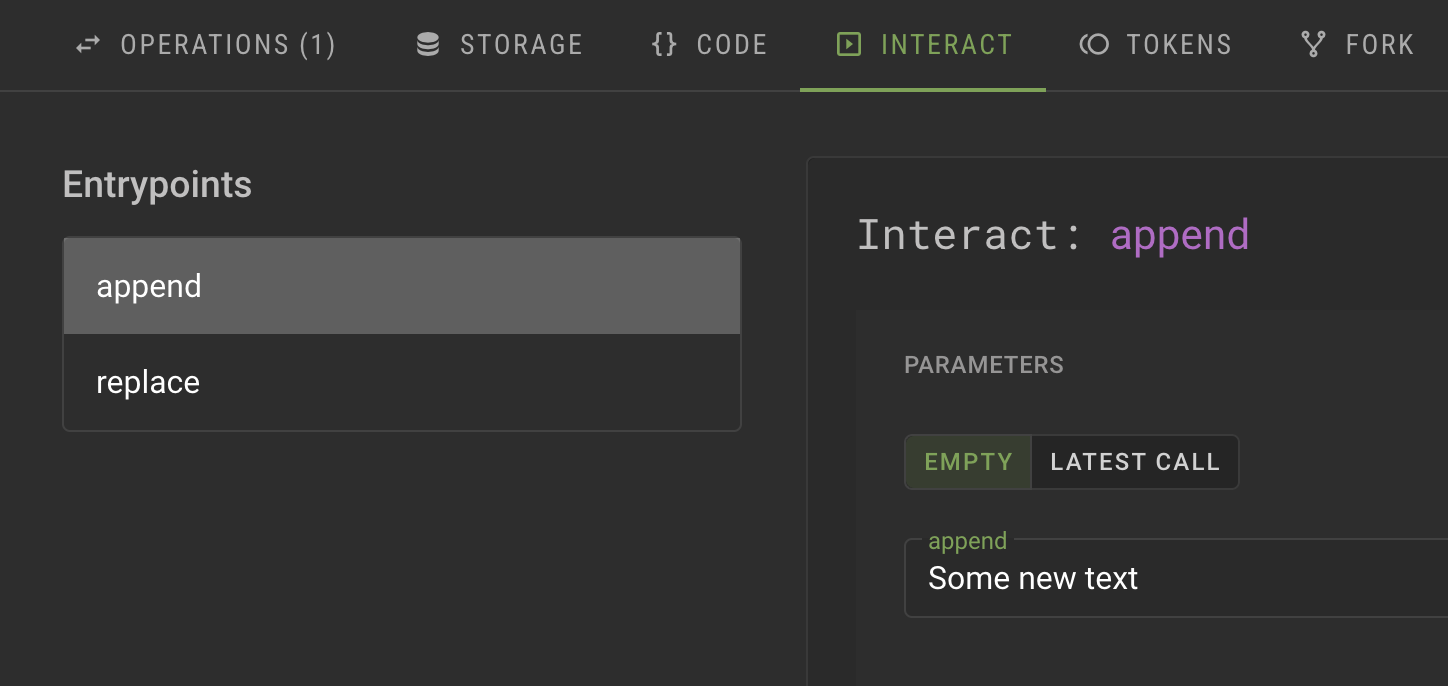 OPERATIONS (1) STORAGE {} CODE INTERACT TOKENS FORK
Entrypoints
append
replace
Interact: append
PARAMETERS
EMPTY LATEST CALL
append
Some new text